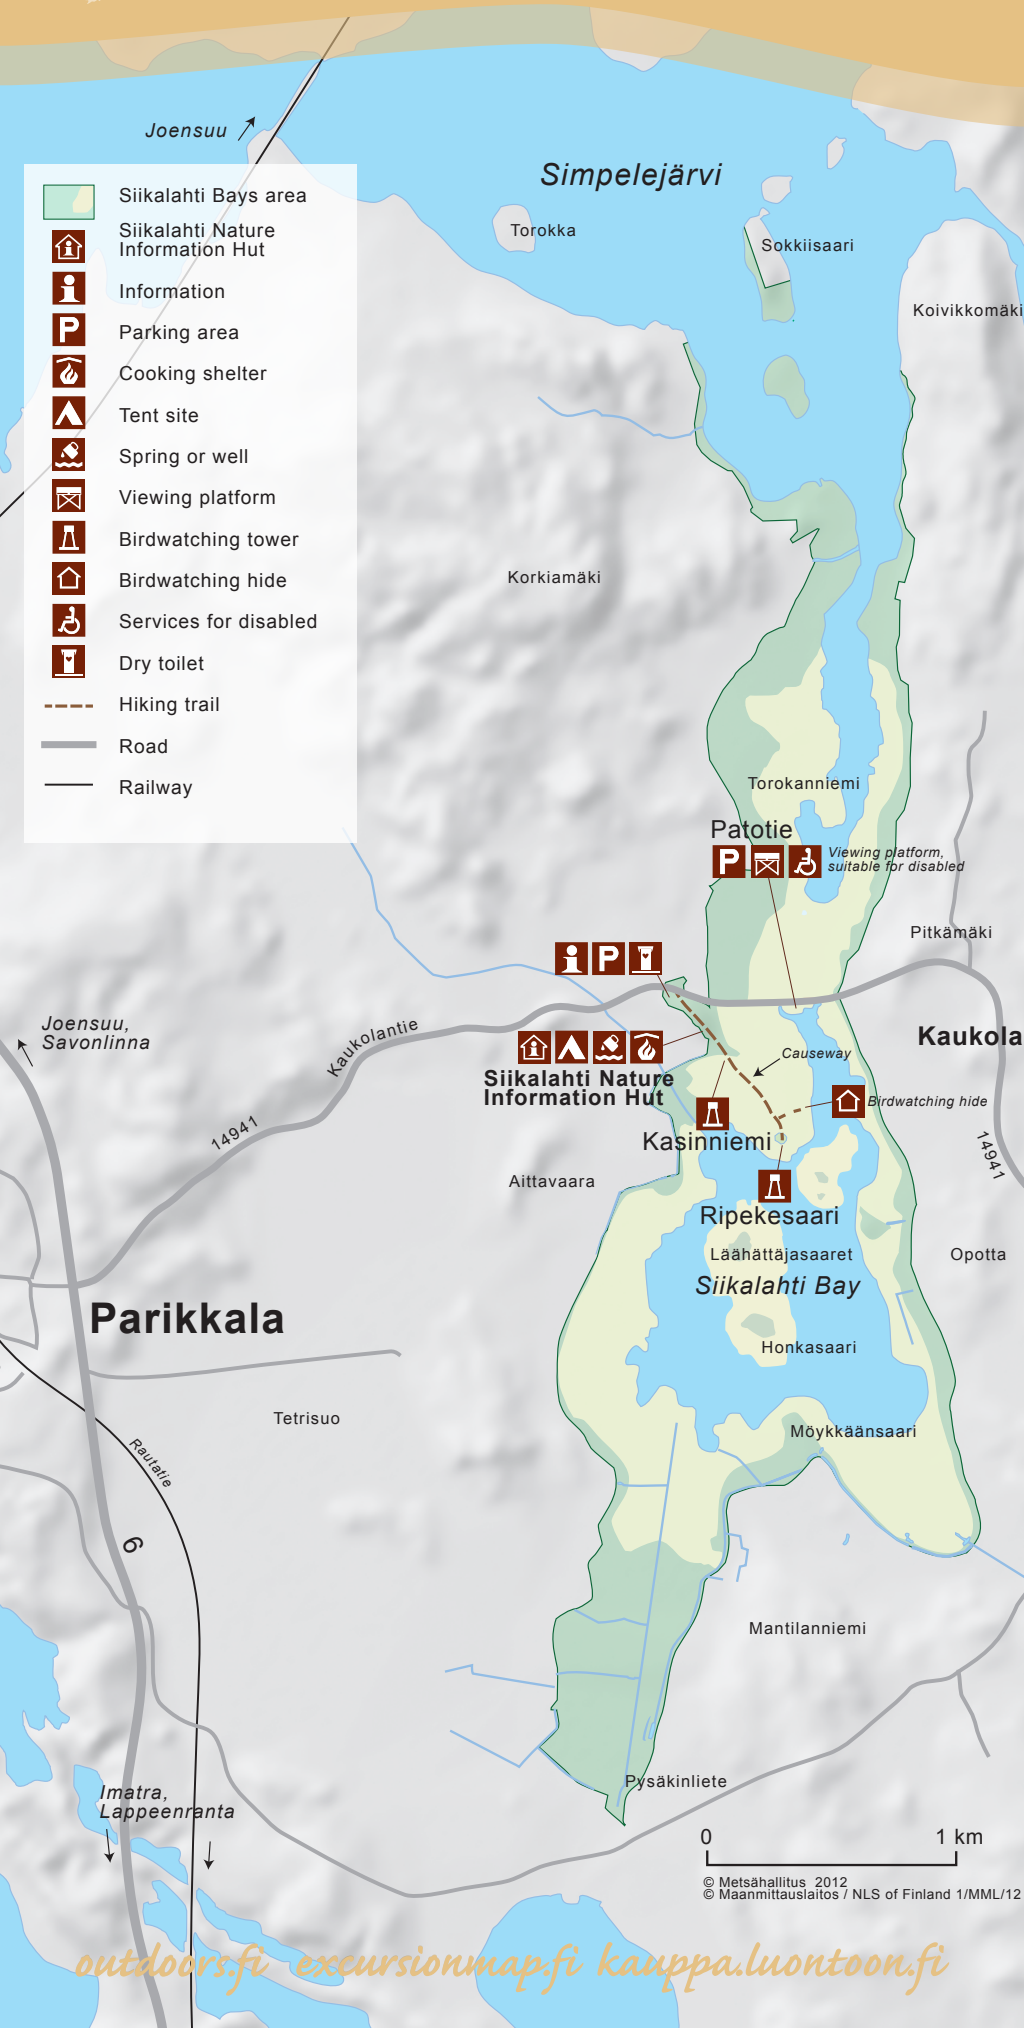 Joensuu
Simpelejärvi
Siikalahti Bays area
Siikalahti Nature
Information Hut
Information
P
Parking area
Cooking shelter
Tent site
Spring or well
Viewing platform
Birdwatching tower
Birdwatching hide
Services for disabled
Dry toilet
Hiking trail
Road
Railway
Torokka
Sokkiisaari
Koivikkomäki
Korkiamäki
Torokanniemi
Patotie
P
Viewing platform,
suitable for disabled
Pitkämäki
P
Joensuu,
Savonlinna
Kaukolantie
Kaukola
Causeway
Siikalahti Nature
Information Hut
Birdwatching hide
14941
14941
Kasinniemi
Aittavaara
Ripekesaari
Läähättäjasaaret
Opotta
Siikalahti Bay
Parikkala
Honkasaari
Tetrisuo
Möykkäänsaari
Rautatie
6
Mantilanniemi
Pysäkinliete
Imatra,
Lappeenranta
0 1 km
© Metsähallitus 2012
© Maanmittauslaitos / NLS of Finland 1/MML/12
outdoors.fi excursionmap.fi kauppa.luontoon.fi